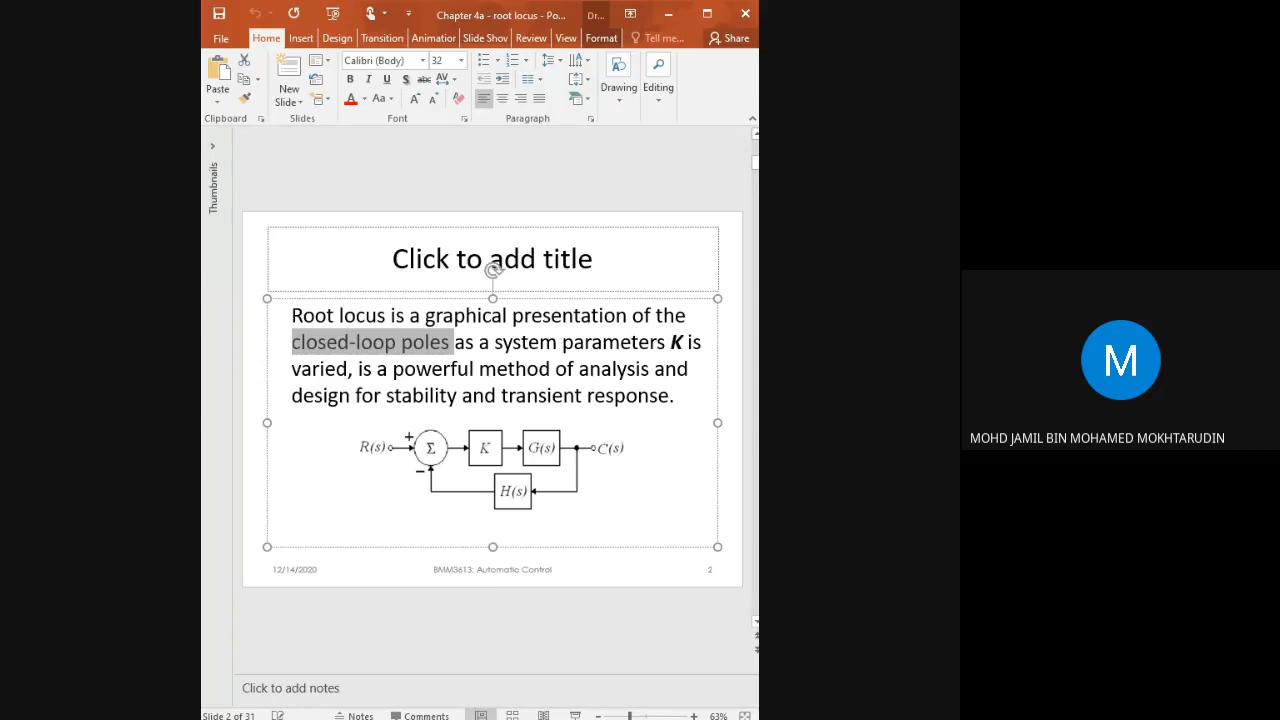 Chapter 4a - root locus - Po...
Dr...
File
Home
Insert
Design
Transition
Animation
Slide Shov
Review
View
Format
Tell me...
Share
Paste
New
Slide
Calibri (Body)
32
B I U S abc AV
A Aa A A
Drawing
Editing
Clipboard
Slides
Font
Paragraph
Thumbnails
Click to add title
Root locus is a graphical presentation of the
closed-loop poles as a system parameters K is
varied, is a powerful method of analysis and
design for stability and transient response.
R(s) + Σ K G(s) C(s)
−
H(s)
12/14/2020
BMM3613: Automatic Control
2
Click to add notes
Slide 2 of 31
Notes
Comments
63%
M
MOHD JAMIL BIN MOHAMED MOKHTARUDIN